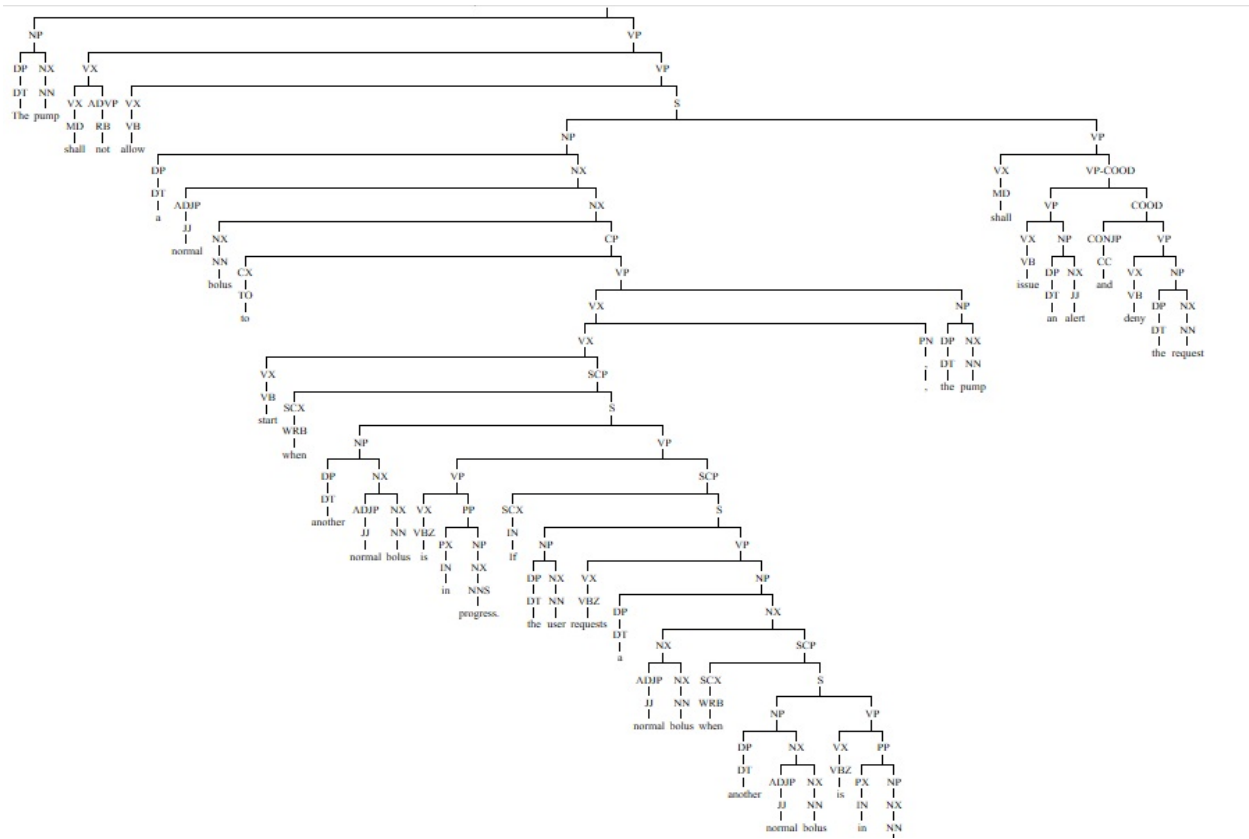 NP VP
DP NX VX VP
DT NN VX ADVP VX S
The pump MD RB VB
NP VP
shall not allow
DP NX VX VP-COOD
DT MD
ADJP NX VP COOD
a shall
JJ
NX CP VX NP CONJP VP
normal
NN VB CC
CX VP DP NX VX NP
bolus issue and
TO DT JJ VB
VX NP DP NX
to an alert deny
DT NN
VX PN DP NX
the request
, DT NN
VX SCP
, the pump
VB
SCX S
start
WRB
NP VP
when
DP NX VP SCP
DT
ADJP NX VX PP SCX S
another
JJ NN VBZ IN
PX NP NP VP
normal bolus is If
IN NX
DP NX VX NP
in NNS
DT NN VBZ
progress. DP NX
the user requests
DT
NX SCP
a
ADJP NX SCX S
JJ NN WRB
NP VP
normal bolus when
DP NX VX PP
DT VBZ
ADJP NX PX NP
another is
JJ NN IN NX
normal bolus in NN